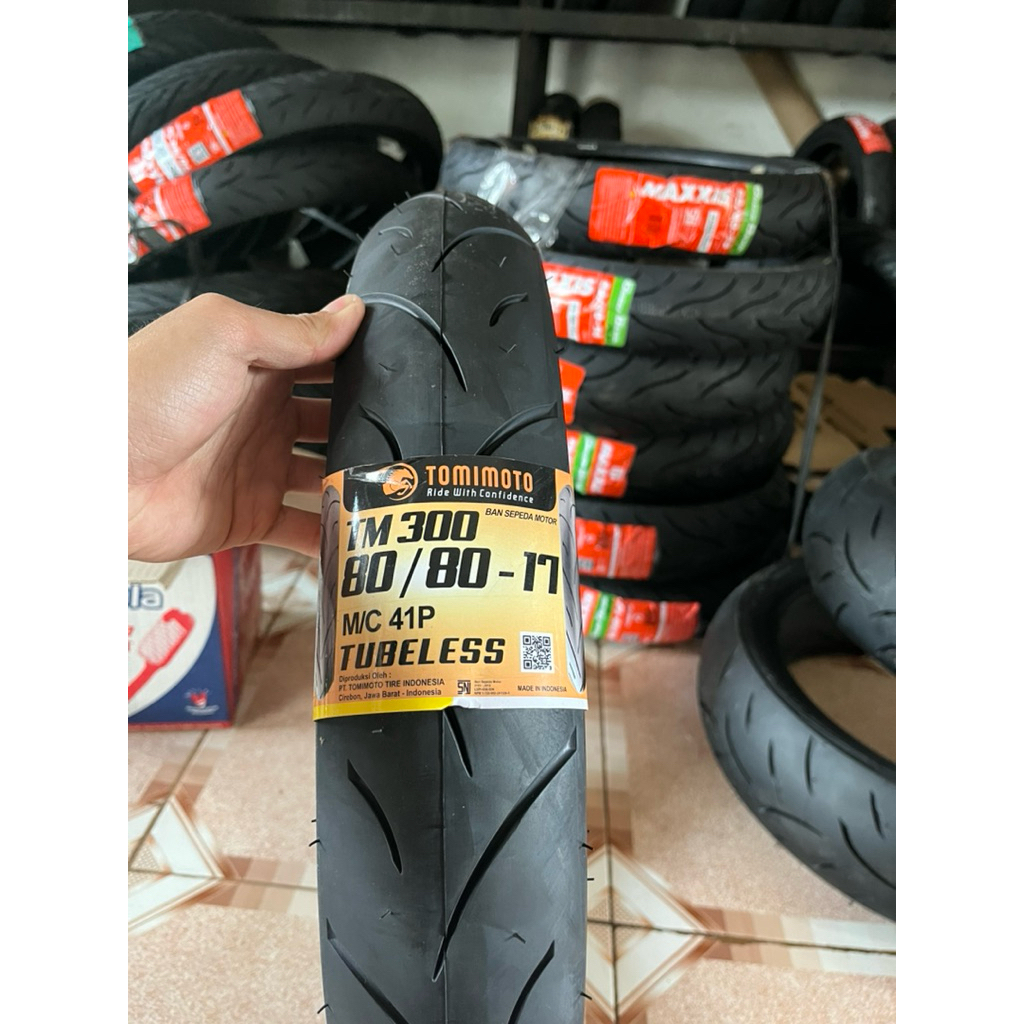 MAXXIS
TOMIMOTO
Ride With Confidence
BAN SEPEDA MOTOR
TM 300
80/80-17
M/C 41P
TUBELESS
Diproduksi Oleh :
PT. TOMIMOTO TIRE INDONESIA
Cirebon, Jawa Barat - Indonesia
SNI
MADE IN INDONESIA